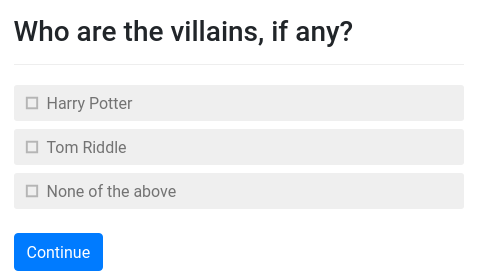 Who are the villains, if any?
Harry Potter
Tom Riddle
None of the above
Continue